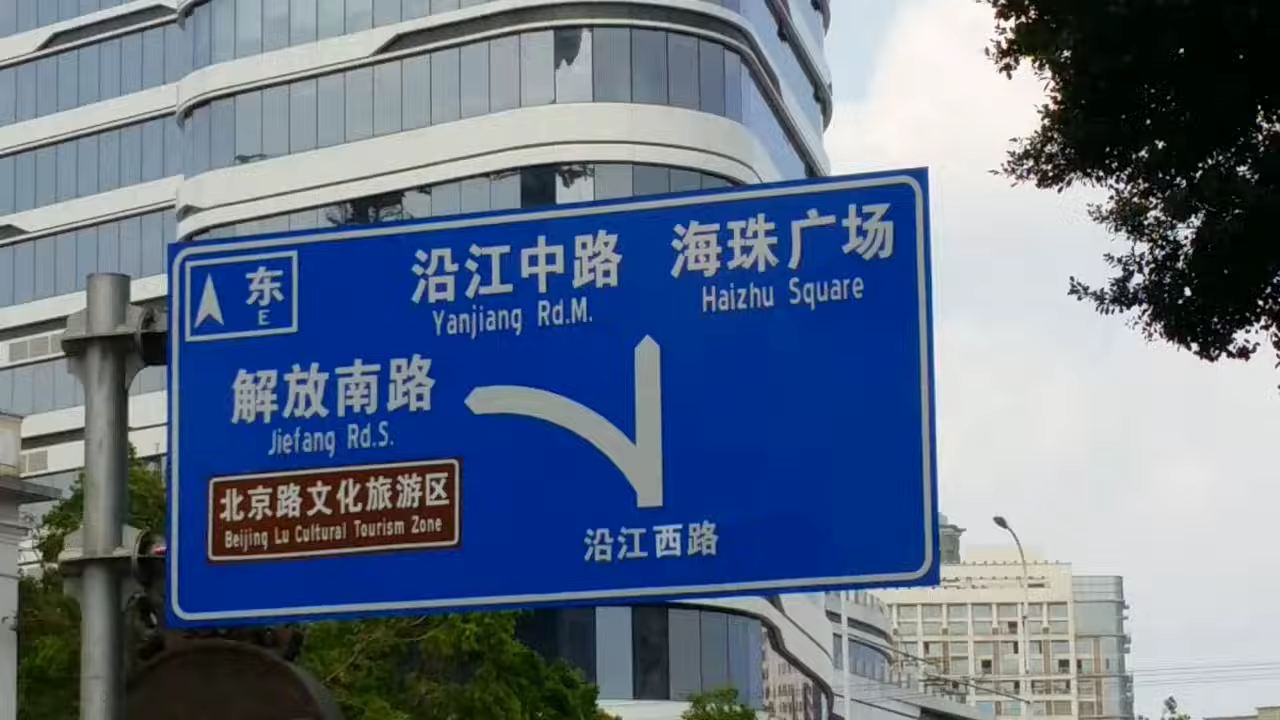 东
E
沿江中路 海珠广场
Yanjiang Rd.M. Haizhu Square
解放南路
Jiefang Rd.S.
北京路文化旅游区
Beijing Lu Cultural Tourism Zone
沿江西路